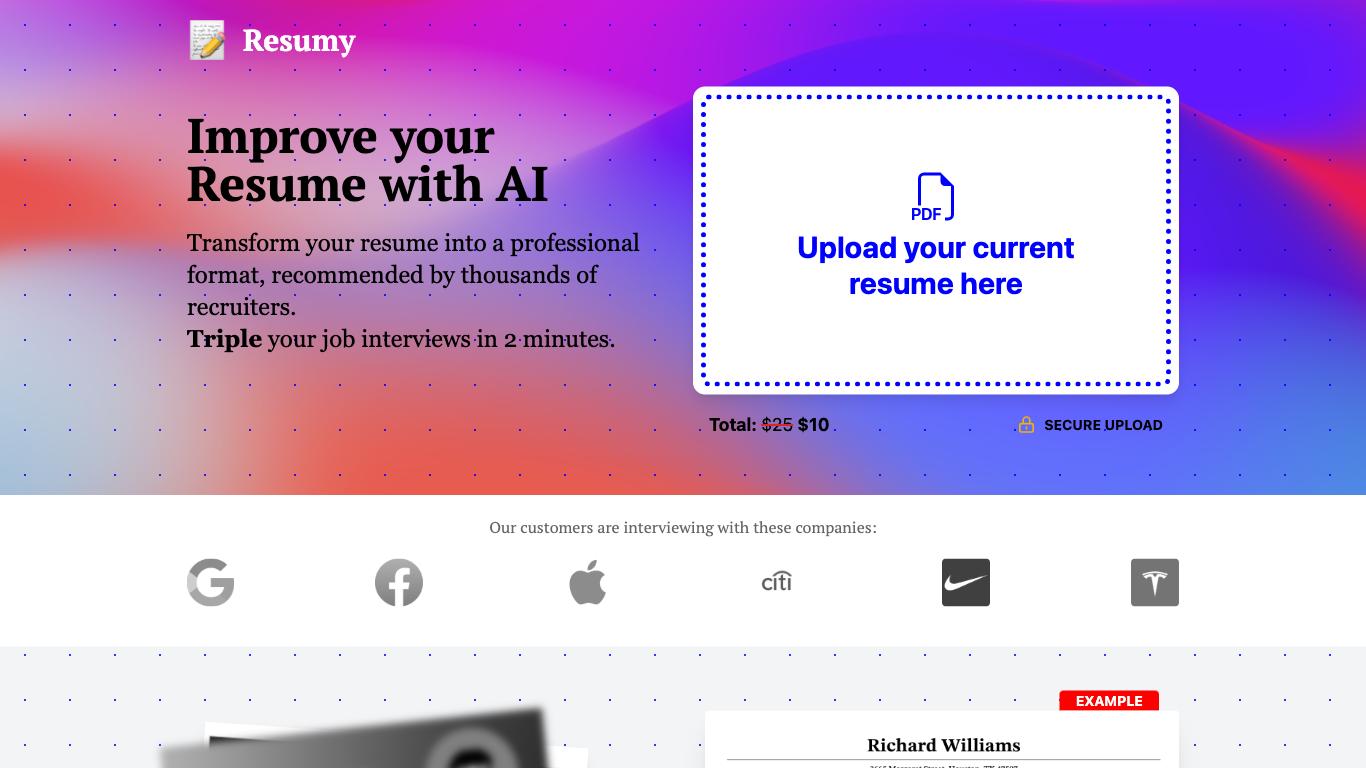 Resumy
Improve your
Resume with AI
Transform your resume into a professional
format, recommended by thousands of
recruiters.
Triple your job interviews in 2 minutes.
PDF
Upload your current
resume here
Total: $25 $10
SECURE UPLOAD
Our customers are interviewing with these companies:
citi
EXAMPLE
Richard Williams